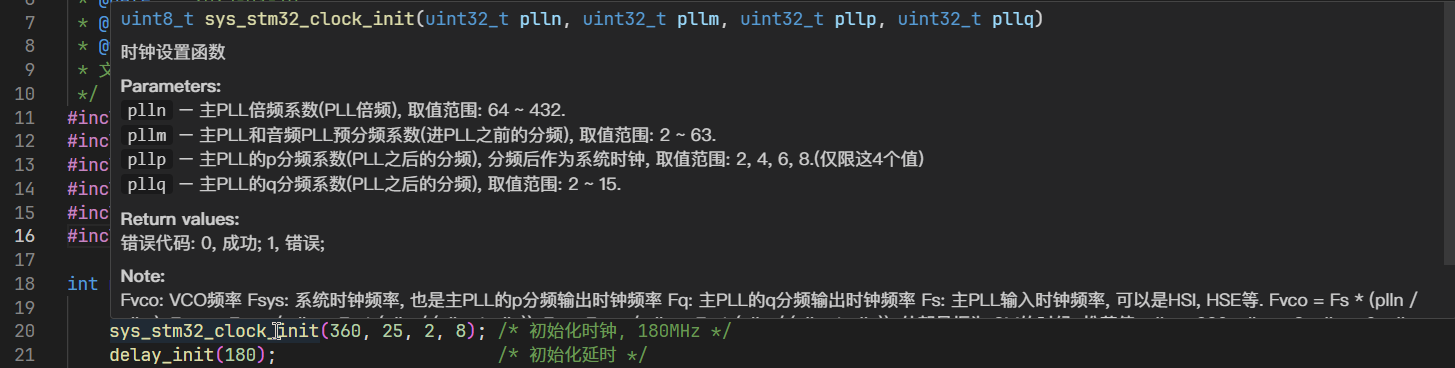 uint8_t sys_stm32_clock_init(uint32_t plln, uint32_t pllm, uint32_t pllp, uint32_t pllq)
7 * @
8 * @
时钟设置函数
9 * 文
10 */
Parameters:
11 #inc
plln — 主PLL倍频系数(PLL倍频), 取值范围: 64 ~ 432.
12 #inc
pllm — 主PLL和音频PLL预分频系数(进PLL之前的分频), 取值范围: 2 ~ 63.
13 #inc
pllp — 主PLL的p分频系数(PLL之后的分频), 分频后作为系统时钟, 取值范围: 2, 4, 6, 8.(仅限这4个值)
14 #inc
pllq — 主PLL的q分频系数(PLL之后的分频), 取值范围: 2 ~ 15.
15 #inc
Return values:
16 #inc
错误代码: 0, 成功; 1, 错误;
17
Note:
18 int
Fvco: VCO频率 Fsys: 系统时钟频率, 也是主PLL的p分频输出时钟频率 Fq: 主PLL的q分频输出时钟频率 Fs: 主PLL输入时钟频率, 可以是HSI, HSE等. Fvco = Fs * (plln /
19
20 sys_stm32_clock_init(360, 25, 2, 8); /* 初始化时钟, 180MHz */
21 delay_init(180); /* 初始化延时 */